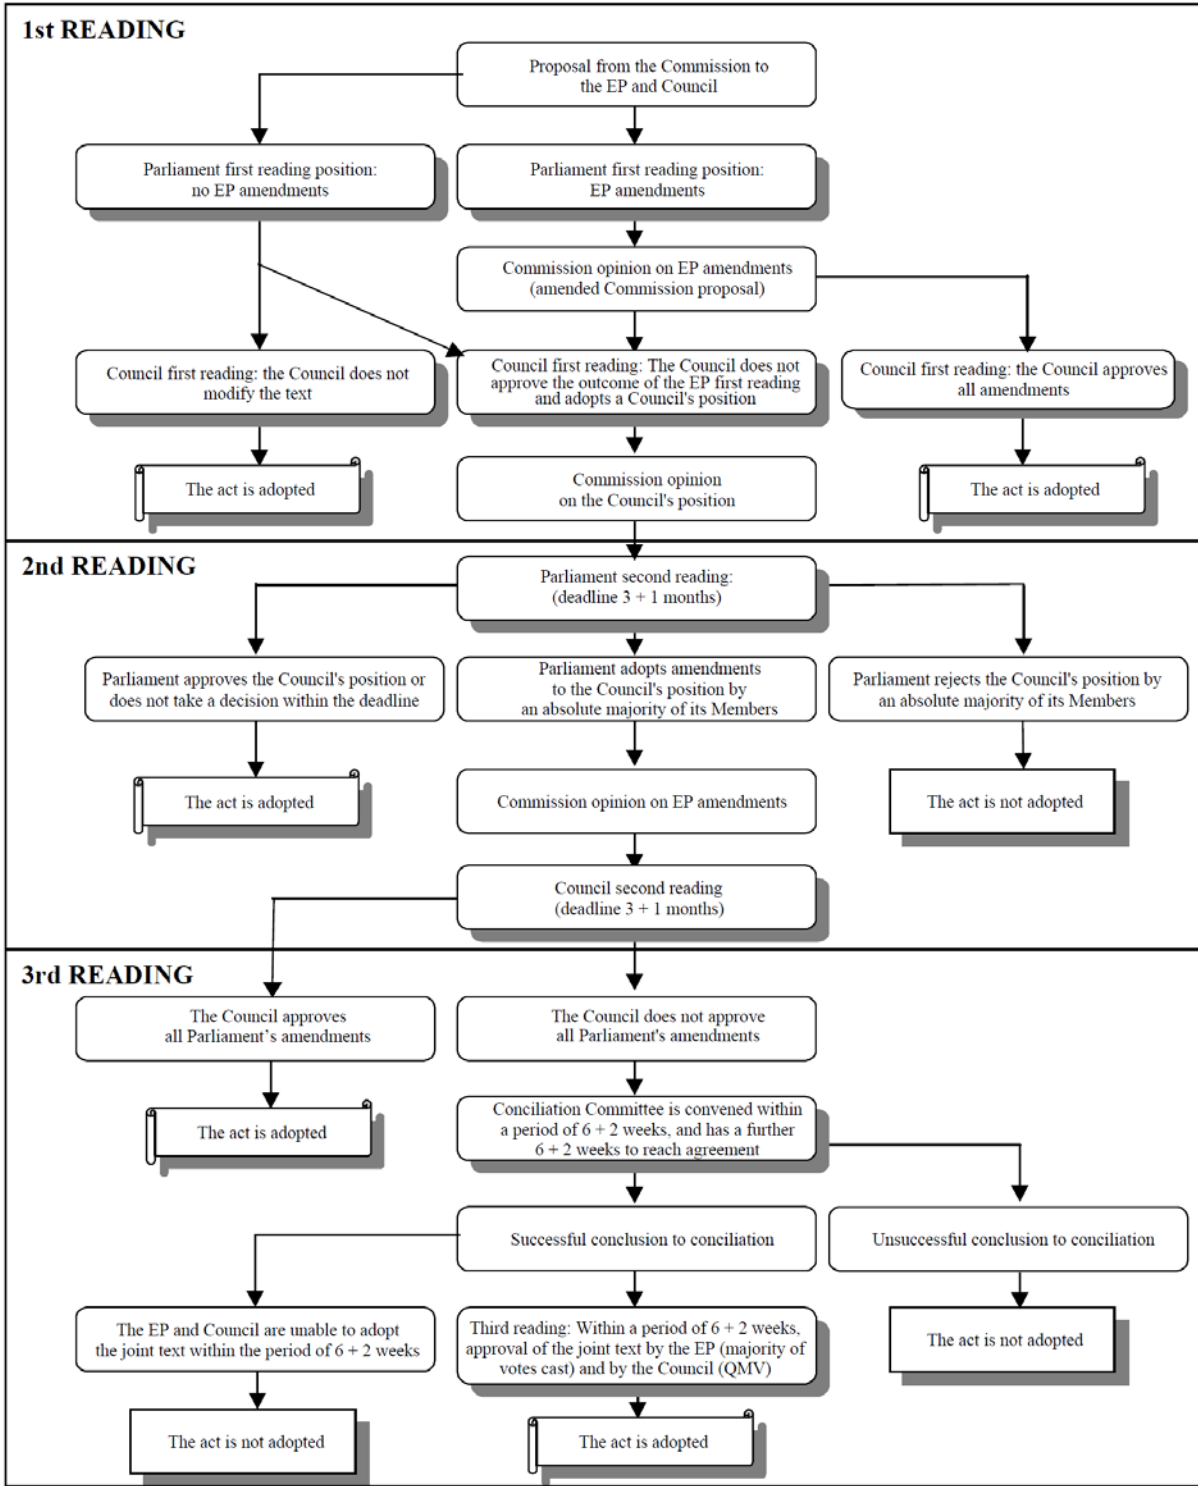 1st READING
Proposal from the Commission to
the EP and Council
Parliament first reading position:
no EP amendments
Parliament first reading position:
EP amendments
Commission opinion on EP amendments
(amended Commission proposal)
Council first reading: the Council does not
modify the text
Council first reading: The Council does not
approve the outcome of the EP first reading
and adopts a Council's position
Council first reading: the Council approves
all amendments
The act is adopted
Commission opinion
on the Council's position
The act is adopted
2nd READING
Parliament second reading:
(deadline 3 + 1 months)
Parliament approves the Council's position or
does not take a decision within the deadline
Parliament adopts amendments
to the Council's position by
an absolute majority of its Members
Parliament rejects the Council's position by
an absolute majority of its Members
The act is adopted
Commission opinion on EP amendments
The act is not adopted
Council second reading
(deadline 3 + 1 months)
3rd READING
The Council approves
all Parliament’s amendments
The Council does not approve
all Parliament's amendments
The act is adopted
Conciliation Committee is convened within
a period of 6 + 2 weeks, and has a further
6 + 2 weeks to reach agreement
Successful conclusion to conciliation
Unsuccessful conclusion to conciliation
The EP and Council are unable to adopt
the joint text within the period of 6 + 2 weeks
Third reading: Within a period of 6 + 2 weeks,
approval of the joint text by the EP (majority of
votes cast) and by the Council (QMV)
The act is not adopted
The act is not adopted
The act is adopted